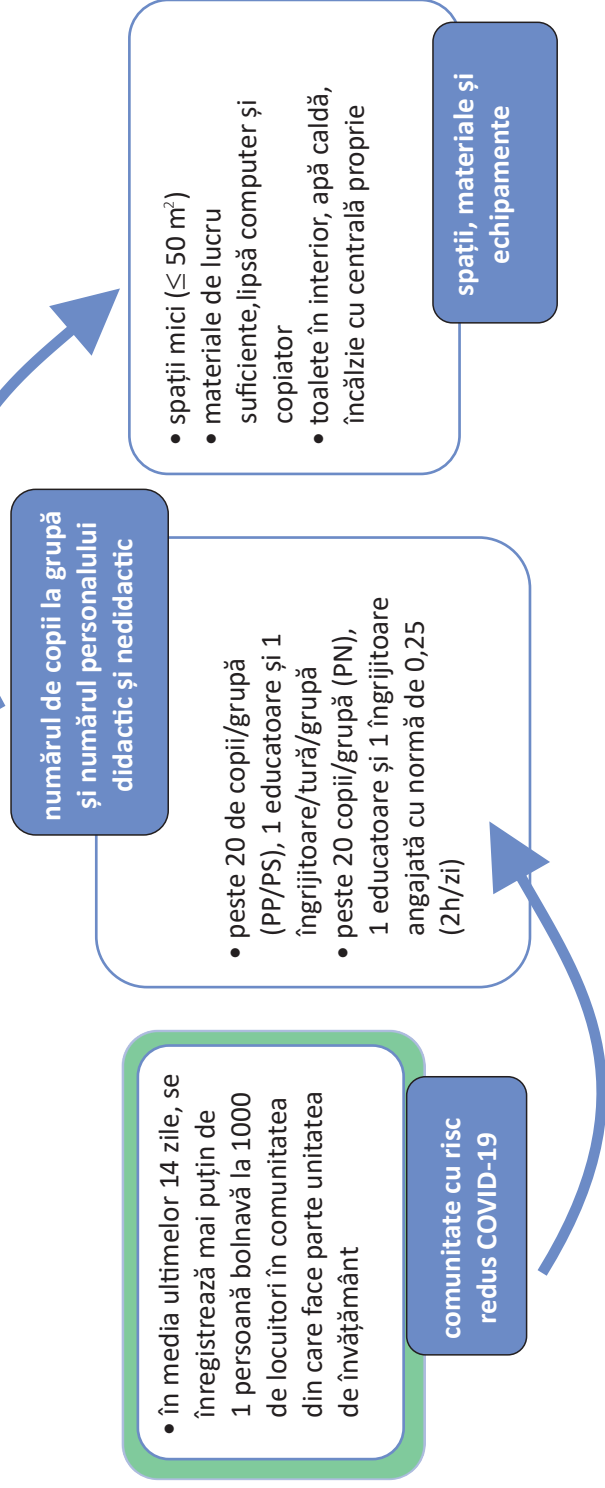 • în media ultimelor 14 zile, se
înregistrează mai puțin de
1 persoană bolnavă la 1000
de locuitori în comunitatea
din care face parte unitatea
de învățământ
comunitate cu risc
redus COVID-19
numărul de copii la grupă
și numărul personalului
didactic și nedidactic
• peste 20 de copii/grupă
(PP/PS), 1 educatoare și 1
îngrijitoare/tură/grupă
• peste 20 copii/grupă (PN),
1 educatoare și 1 îngrijitoare
angajată cu normă de 0,25
(2h/zi)
• spații mici (≤ 50 m²)
• materiale de lucru
suficiente,lipsă computer și
copiator
• toalete în interior, apă caldă,
încălzie cu centrală proprie
spații, materiale și
echipamente